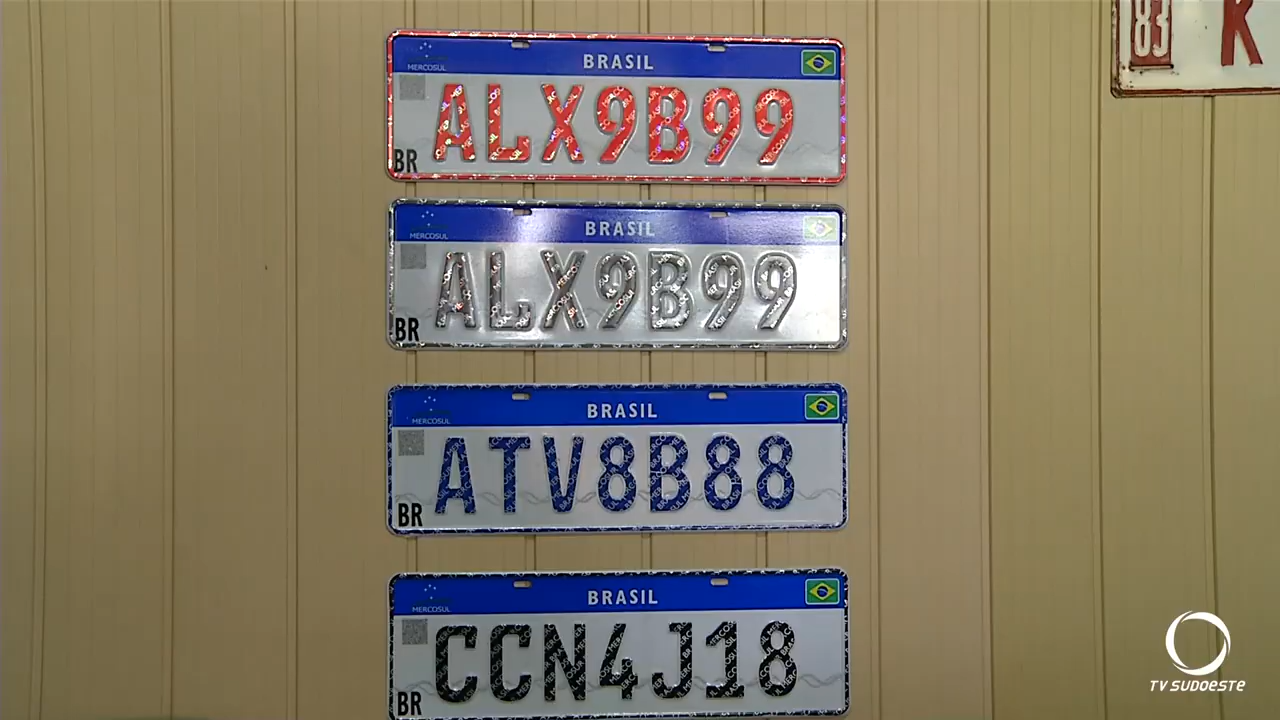 BRASIL
MERCOSUL
ALX9B99
BR
BRASIL
MERCOSUL
ALX9B99
BR
BRASIL
MERCOSUL
ATV8B88
BR
BRASIL
MERCOSUL
CCN4J18
BR
83 K
TV SUDOESTE